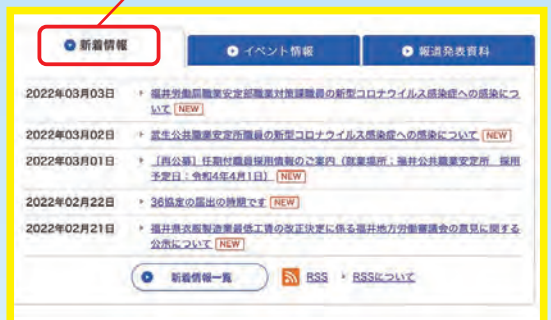 新着情報
イベント情報
報道発表資料
2022年03月03日 福井労働局職業安定部職業対策課職員の新型コロナウイルス感染症への感染につ
いて NEW
2022年03月02日 武生公共職業安定所職員の新型コロナウイルス感染症への感染について NEW
2022年03月01日 [再公募] 任期付職員採用情報のご案内（就業場所：福井公共職業安定所 採用
予定日：令和4年4月1日） NEW
2022年02月22日 36協定の届出の時期です NEW
2022年02月21日 福井県衣服製造業最低工賃の改正決定に係る福井地方労働審議会の意見に関する
公示について NEW
新着情報一覧 RSS RSSについて